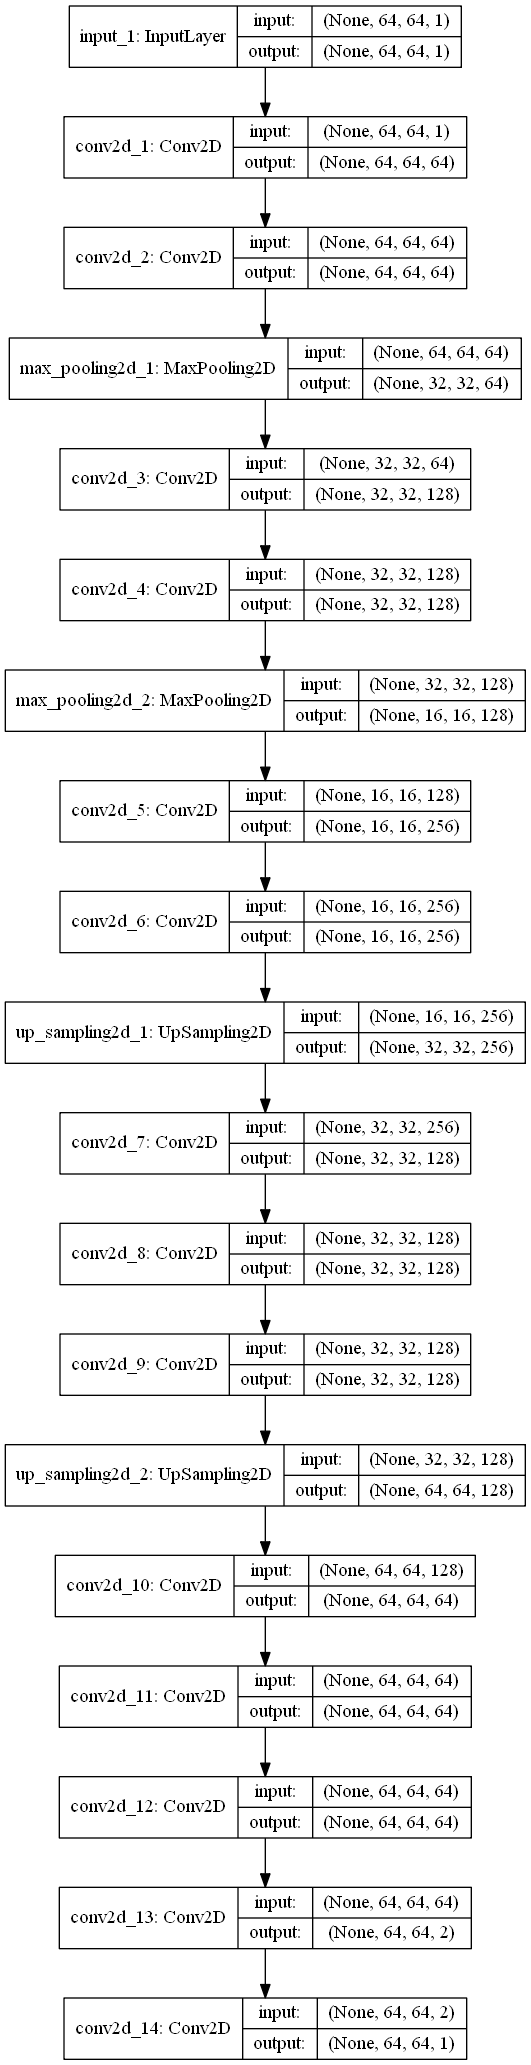 input_1: InputLayer
input: (None, 64, 64, 1)
output: (None, 64, 64, 1)
conv2d_1: Conv2D
input: (None, 64, 64, 1)
output: (None, 64, 64, 64)
conv2d_2: Conv2D
input: (None, 64, 64, 64)
output: (None, 64, 64, 64)
max_pooling2d_1: MaxPooling2D
input: (None, 64, 64, 64)
output: (None, 32, 32, 64)
conv2d_3: Conv2D
input: (None, 32, 32, 64)
output: (None, 32, 32, 128)
conv2d_4: Conv2D
input: (None, 32, 32, 128)
output: (None, 32, 32, 128)
max_pooling2d_2: MaxPooling2D
input: (None, 32, 32, 128)
output: (None, 16, 16, 128)
conv2d_5: Conv2D
input: (None, 16, 16, 128)
output: (None, 16, 16, 256)
conv2d_6: Conv2D
input: (None, 16, 16, 256)
output: (None, 16, 16, 256)
up_sampling2d_1: UpSampling2D
input: (None, 16, 16, 256)
output: (None, 32, 32, 256)
conv2d_7: Conv2D
input: (None, 32, 32, 256)
output: (None, 32, 32, 128)
conv2d_8: Conv2D
input: (None, 32, 32, 128)
output: (None, 32, 32, 128)
conv2d_9: Conv2D
input: (None, 32, 32, 128)
output: (None, 32, 32, 128)
up_sampling2d_2: UpSampling2D
input: (None, 32, 32, 128)
output: (None, 64, 64, 128)
conv2d_10: Conv2D
input: (None, 64, 64, 128)
output: (None, 64, 64, 64)
conv2d_11: Conv2D
input: (None, 64, 64, 64)
output: (None, 64, 64, 64)
conv2d_12: Conv2D
input: (None, 64, 64, 64)
output: (None, 64, 64, 64)
conv2d_13: Conv2D
input: (None, 64, 64, 64)
output: (None, 64, 64, 2)
conv2d_14: Conv2D
input: (None, 64, 64, 2)
output: (None, 64, 64, 1)